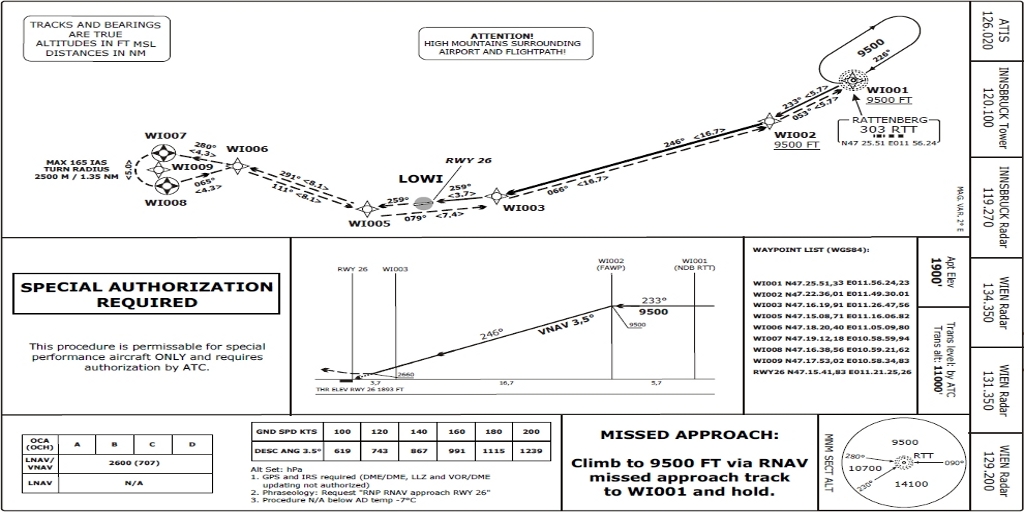 TRACKS AND BEARINGS
ARE TRUE
ALTITUDES IN FT MSL
DISTANCES IN NM
ATTENTION!
HIGH MOUNTAINS SURROUNDING
AIRPORT AND FLIGHTPATH!
9500
226°
WI001
9500 FT
RATTENBERG
303 RTT
N47 25.51 E011 56.24
233° <5.7>
053° <5.7>
WI002
9500 FT
246° <16.7>
066° <16.7>
WI007
280°
<4.3>
WI006
MAX 165 IAS
TURN RADIUS
2500 M / 1.35 NM
<5.0>
WI009
065°
<4.3>
WI008
291° <8.1>
111° <8.1>
RWY 26
LOWI
259°
<3.7>
259°
WI003
079° <7.4>
WI005
MAG. VAR. 2° E
ATIS
126.020
INNSBRUCK Tower
120.100
INNSBRUCK Radar
119.270
WIEN Radar
134.350
WIEN Radar
131.350
WIEN Radar
129.200
SPECIAL AUTHORIZATION
REQUIRED
This procedure is permissable for special
performance aircraft ONLY and requires
authorization by ATC.
RWY 26
WI003
WI002
(FAWP)
WI001
(NDB RTT)
233°
9500
9500
246°
VNAV 3,5°
2660
3,7
16,7
5,7
THR ELEV RWY 26 1893 FT
WAYPOINT LIST (WGS84):
WI001 N47.25.51,33 E011.56.24,23
WI002 N47.22.36,01 E011.49.30.01
WI003 N47.16.19,91 E011.26.47,56
WI005 N47.15.08,71 E011.16.06.82
WI006 N47.18.20,40 E011.05.09,80
WI007 N47.19.12,18 E010.58.59,94
WI008 N47.16.38,56 E010.59.21,62
WI009 N47.17.53,02 E010.58.34,83
RWY26 N47.15.41,83 E011.21.25,26
Apt Elev
1900'
Trans level: by ATC
Trans alt: 11000'
OCA
(OCH)
A B C D
LNAV/
VNAV
2600 (707)
LNAV
N/A
GND SPD KTS 100 120 140 160 180 200
DESC ANG 3.5° 619 743 867 991 1115 1239
Alt Set: hPa
1. GPS and IRS required (DME/DME, LLZ and VOR/DME
updating not authorized)
2. Phraseology: Request "RNP RNAV approach RWY 26"
3. Procedure N/A below AD temp -7°C
MISSED APPROACH:
Climb to 9500 FT via RNAV
missed approach track
to WI001 and hold.
MNM SECT ALT
9500
280°
RTT
10700
090°
230°
14100